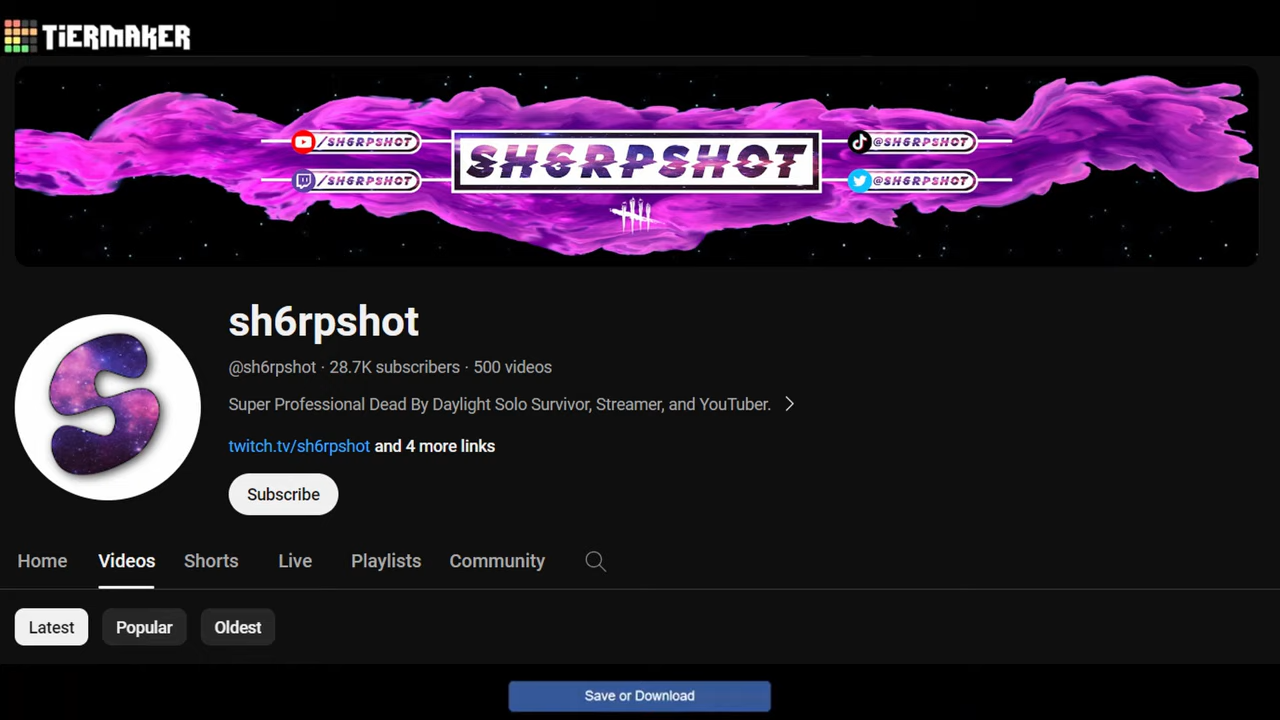 TiERMAKER
/SH6RPSHOT
SH6RPSHOT
@SH6RPSHOT
/SH6RPSHOT
@SH6RPSHOT
sh6rpshot
@sh6rpshot · 28.7K subscribers · 500 videos
Super Professional Dead By Daylight Solo Survivor, Streamer, and YouTuber.
twitch.tv/sh6rpshot and 4 more links
Subscribe
Home Videos Shorts Live Playlists Community
Latest Popular Oldest
Save or Download